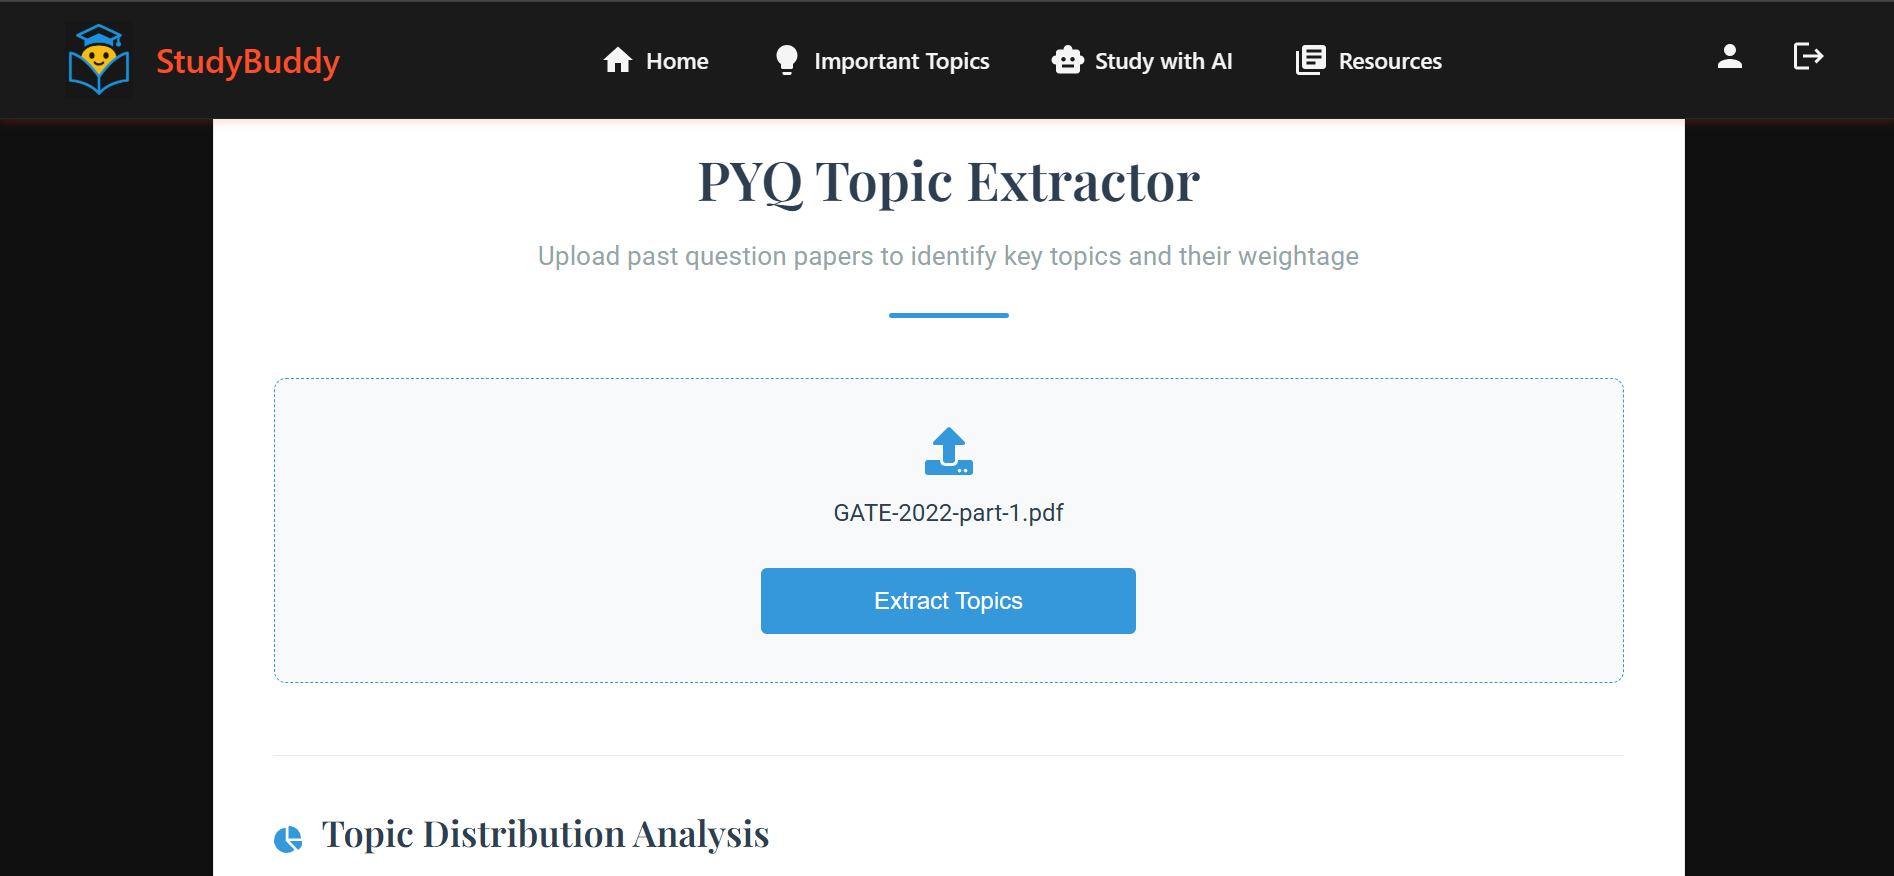 StudyBuddy
Home
Important Topics
Study with AI
Resources
PYQ Topic Extractor
Upload past question papers to identify key topics and their weightage
GATE-2022-part-1.pdf
Extract Topics
Topic Distribution Analysis